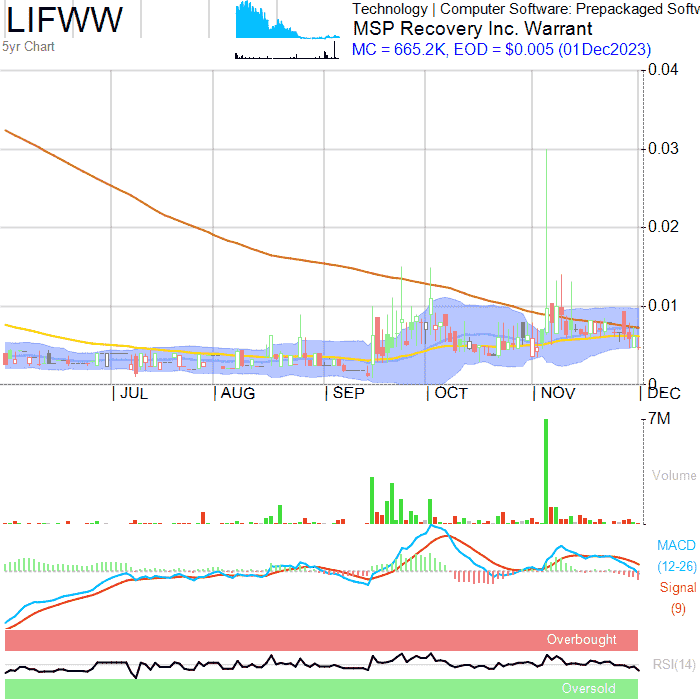 LIFWW
5yr Chart
Technology | Computer Software: Prepackaged Softw
MSP Recovery Inc. Warrant
MC = 665.2K, EOD = $0.005 (01Dec2023)
0.04
0.03
0.02
0.01
0
JUL AUG SEP OCT NOV DEC
7M
Volume
MACD
(12-26)
Signal
(9)
Overbought
RSI(14)
Oversold